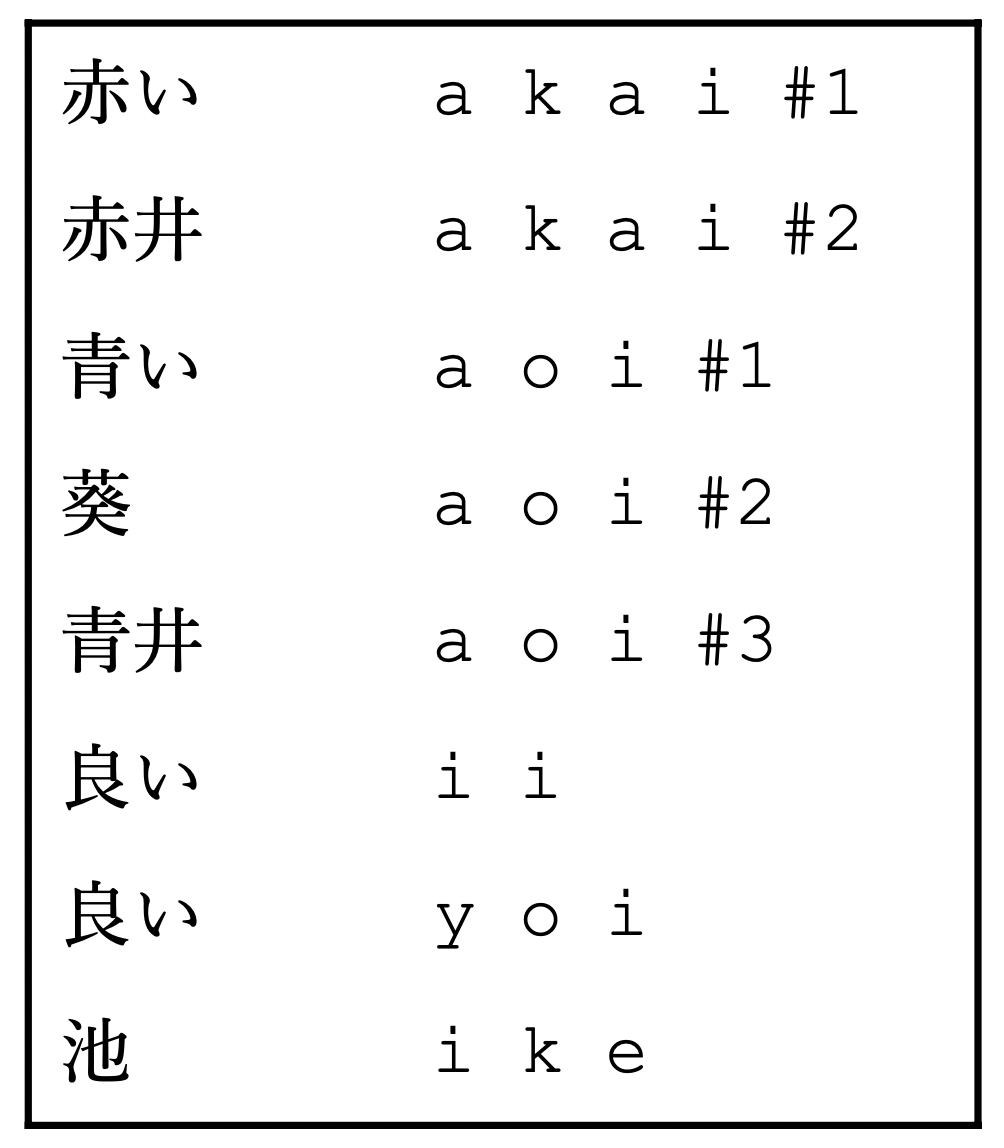 赤い a k a i #1
赤井 a k a i #2
青い a o i #1
葵 a o i #2
青井 a o i #3
良い i i
良い y o i
池 i k e